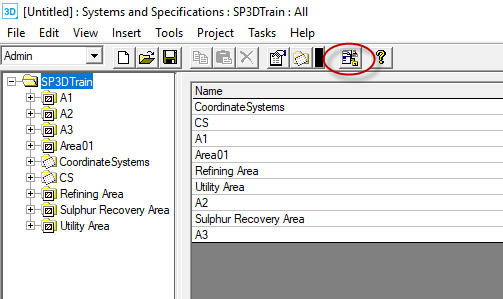 3D [Untitled] : Systems and Specifications : SP3DTrain : All
File Edit View Insert Tools Project Tasks Help
Admin
SP3DTrain
A1
A2
A3
Area01
CoordinateSystems
CS
Refining Area
Sulphur Recovery Area
Utility Area
Name
CoordinateSystems
CS
A1
Area01
Refining Area
Utility Area
A2
Sulphur Recovery Area
A3